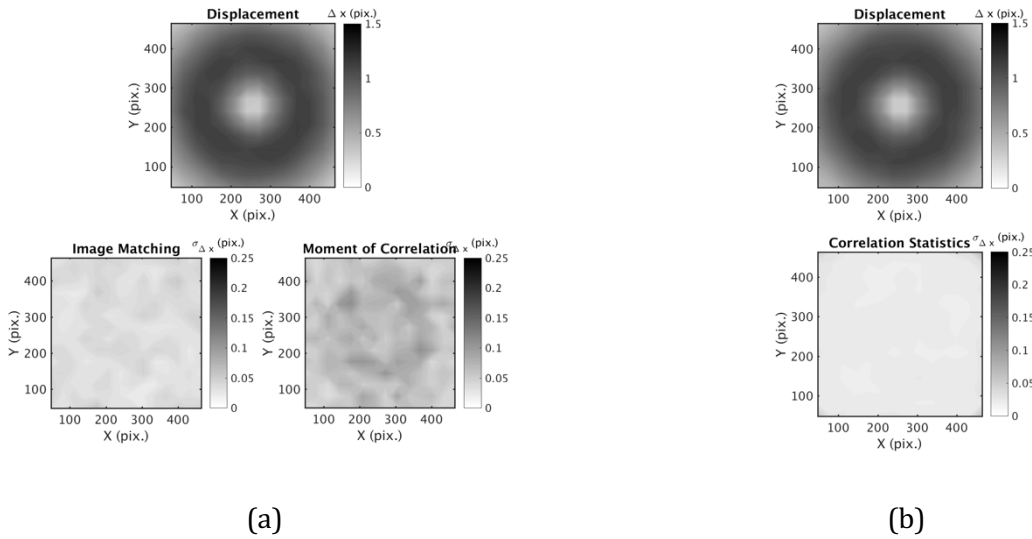 Displacement
Δ x (pix.)
1.5
1
0.5
0
400
300
200
100
Y (pix.)
100 200 300 400
X (pix.)
Image Matching
σΔ x (pix.)
0.25
0.2
0.15
0.1
0.05
0
400
300
200
100
Y (pix.)
100 200 300 400
X (pix.)
Moment of Correlation
σΔ x (pix.)
0.25
0.2
0.15
0.1
0.05
0
400
300
200
100
Y (pix.)
100 200 300 400
X (pix.)
(a)
Displacement
Δ x (pix.)
1.5
1
0.5
0
400
300
200
100
Y (pix.)
100 200 300 400
X (pix.)
Correlation Statistics
σΔ x (pix.)
0.25
0.2
0.15
0.1
0.05
0
400
300
200
100
Y (pix.)
100 200 300 400
X (pix.)
(b)